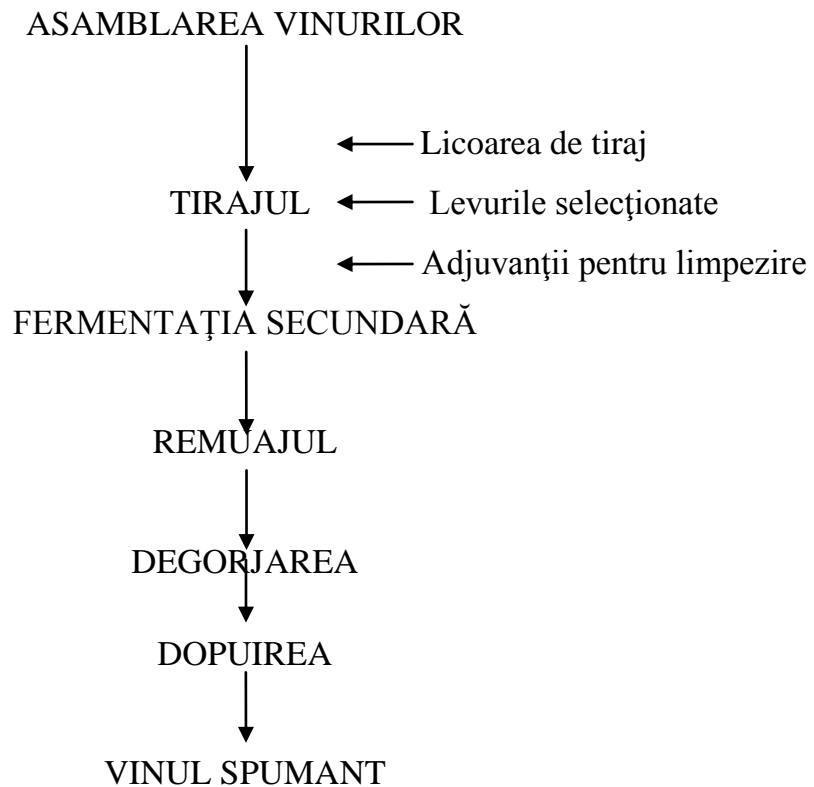 ASAMBLAREA VINURILOR
Licoarea de tiraj
TIRAJUL
Levurile selecţionate
Adjuvanţii pentru limpezire
FERMENTAŢIA SECUNDARĂ
REMUAJUL
DEGORJAREA
DOPUIREA
VINUL SPUMANT